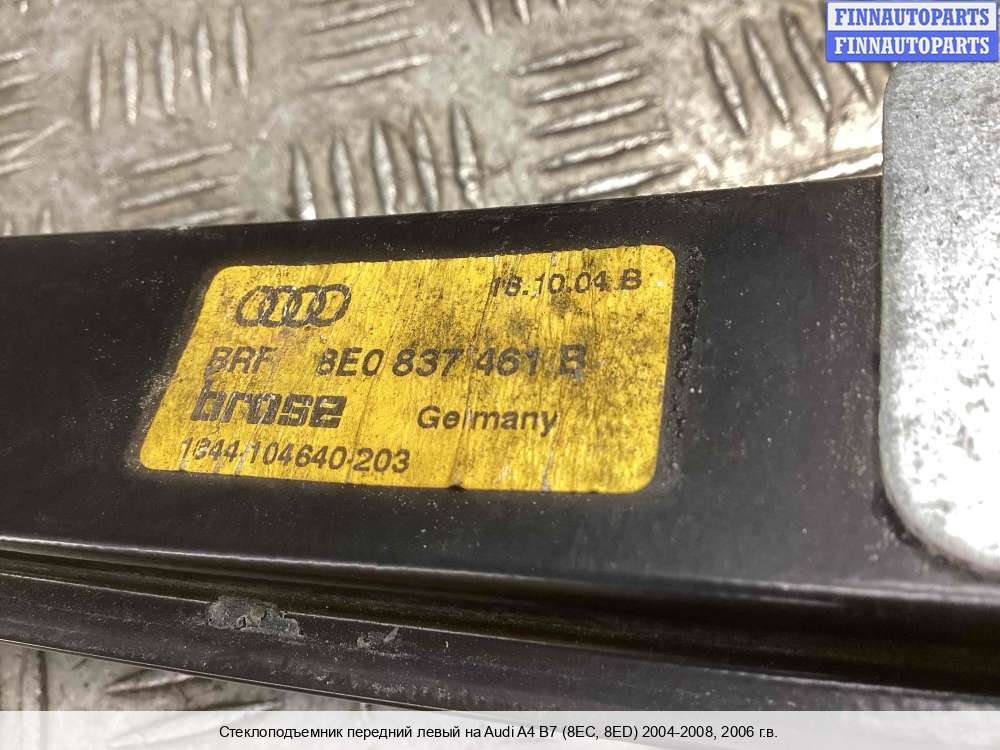 FINNAUTOPARTS
FINNAUTOPARTS
18.10.04 B
BRF 8E0 837 461 B
brose Germany
1844-104640-203
Стеклоподъемник передний левый на Audi A4 B7 (8EC, 8ED) 2004-2008, 2006 г.в.